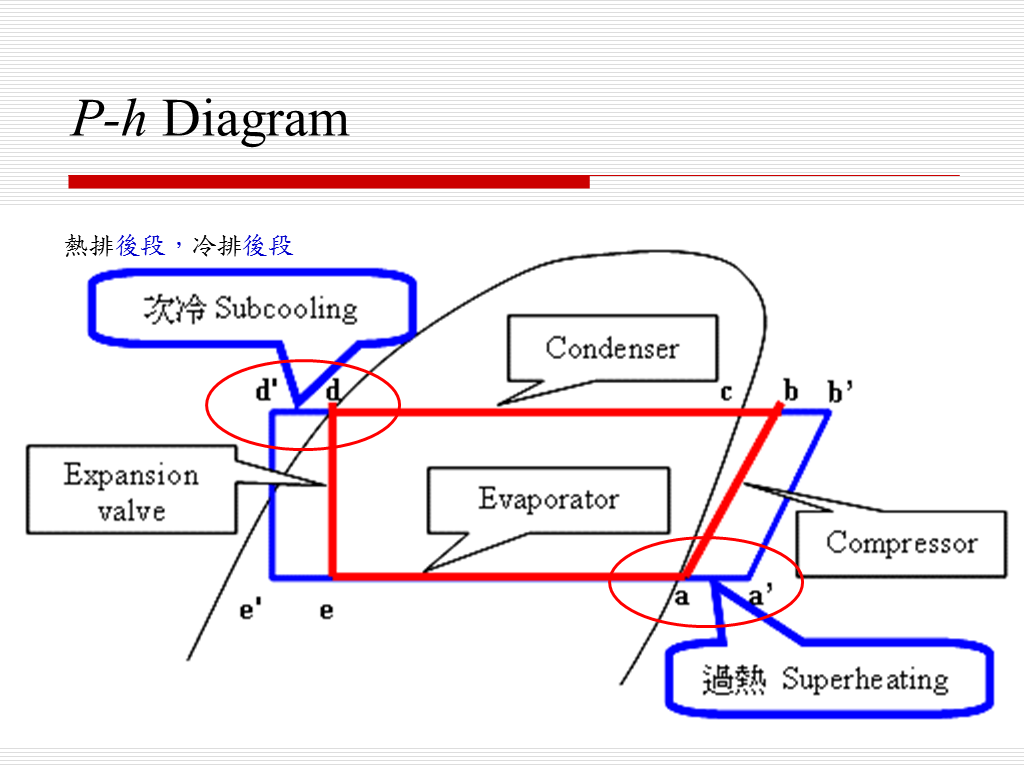 P-h Diagram
熱排後段，冷排後段
次冷 Subcooling
Condenser
d' d c b b’
Expansion
valve
Evaporator
Compressor
e' e a a’
過熱 Superheating